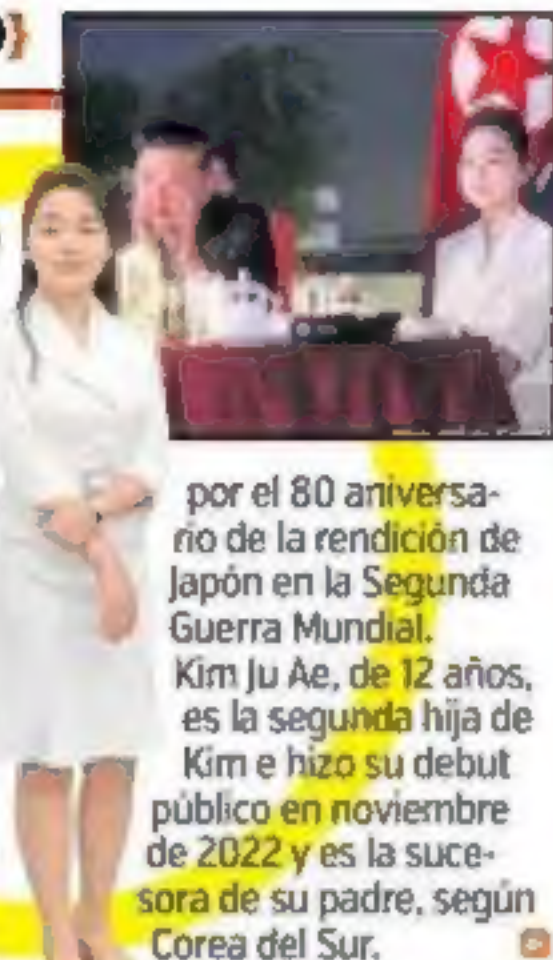 por el 80 aniversa-
rio de la rendición de
Japón en la Segunda
Guerra Mundial.
Kim Ju Ae, de 12 años,
es la segunda hija de
Kim e hizo su debut
público en noviembre
de 2022 y es la suce-
sora de su padre, según
Corea del Sur.